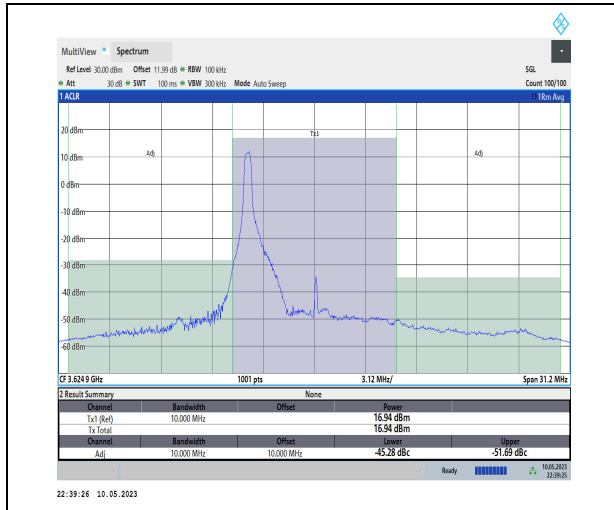 MultiView Spectrum
Ref Level 30.00 dBm Offset 11.99 dB RBW 100 kHz SGL
Att 30 dB SWT 100 ms VBW 300 kHz Mode Auto Sweep Count 100/100
1 ACLR 1Rm Avg
20 dBm
Tx1
10 dBm Adj Adj
0 dBm
-10 dBm
-20 dBm
-30 dBm
-40 dBm
-50 dBm
-60 dBm
CF 3.624 9 GHz 1001 pts 3.12 MHz/ Span 31.2 MHz
2 Result Summary None
Channel Bandwidth Offset Power
Tx1 (Ref) 10.000 MHz 16.94 dBm
Tx Total 16.94 dBm
Channel Bandwidth Offset Lower Upper
Adj 10.000 MHz 10.000 MHz -45.28 dBc -51.69 dBc
Ready 10.05.2023
22:39:25
22:39:26 10.05.2023